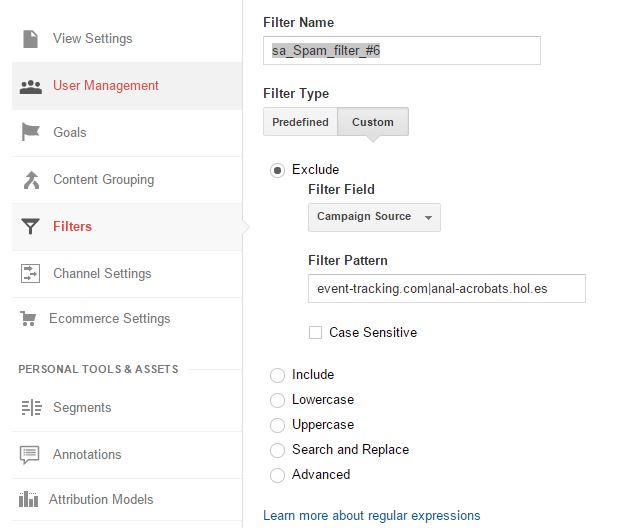 View Settings
User Management
Goals
Content Grouping
Filters
Channel Settings
Ecommerce Settings
PERSONAL TOOLS & ASSETS
Segments
Annotations
Attribution Models
Filter Name
sa_Spam_filter_#6
Filter Type
Predefined Custom
Exclude
Filter Field
Campaign Source
Filter Pattern
event-tracking.com|anal-acrobats.hol.es
Case Sensitive
Include
Lowercase
Uppercase
Search and Replace
Advanced
Learn more about regular expressions